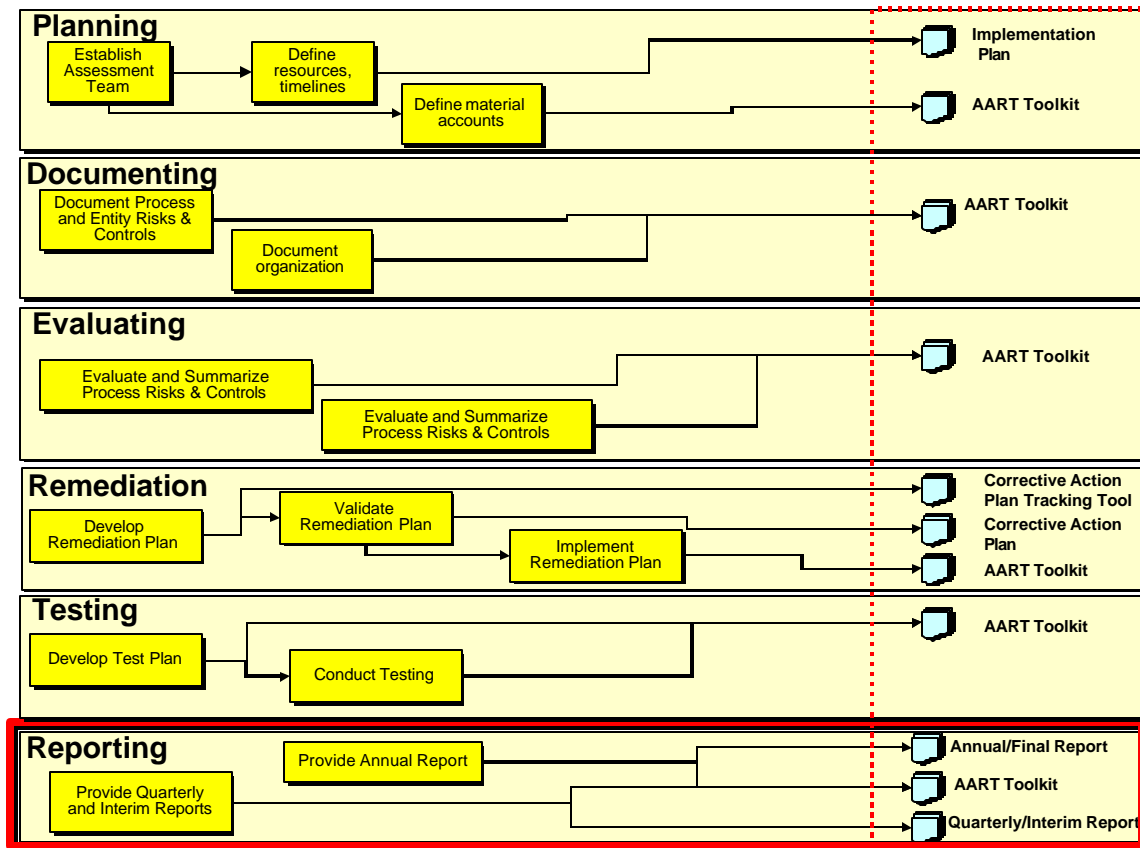 Planning
Establish
Assessment
Team
Define
resources,
timelines
Define material
accounts
Implementation
Plan
AART Toolkit
Documenting
Document Process
and Entity Risks &
Controls
Document
organization
AART Toolkit
Evaluating
Evaluate and Summarize
Process Risks & Controls
Evaluate and Summarize
Process Risks & Controls
AART Toolkit
Remediation
Develop
Remediation Plan
Validate
Remediation Plan
Implement
Remediation Plan
Corrective Action
Plan Tracking Tool
Corrective Action
Plan
AART Toolkit
Testing
Develop Test Plan
Conduct Testing
AART Toolkit
Reporting
Provide Annual Report
Provide Quarterly
and Interim Reports
Annual/Final Report
AART Toolkit
Quarterly/Interim Report